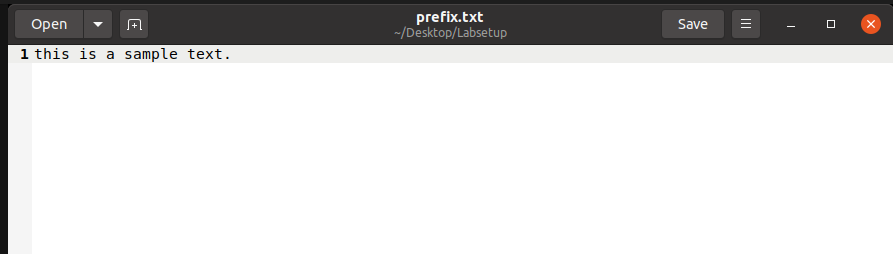 Open
prefix.txt
~/Desktop/Labsetup
Save
1 this is a sample text.